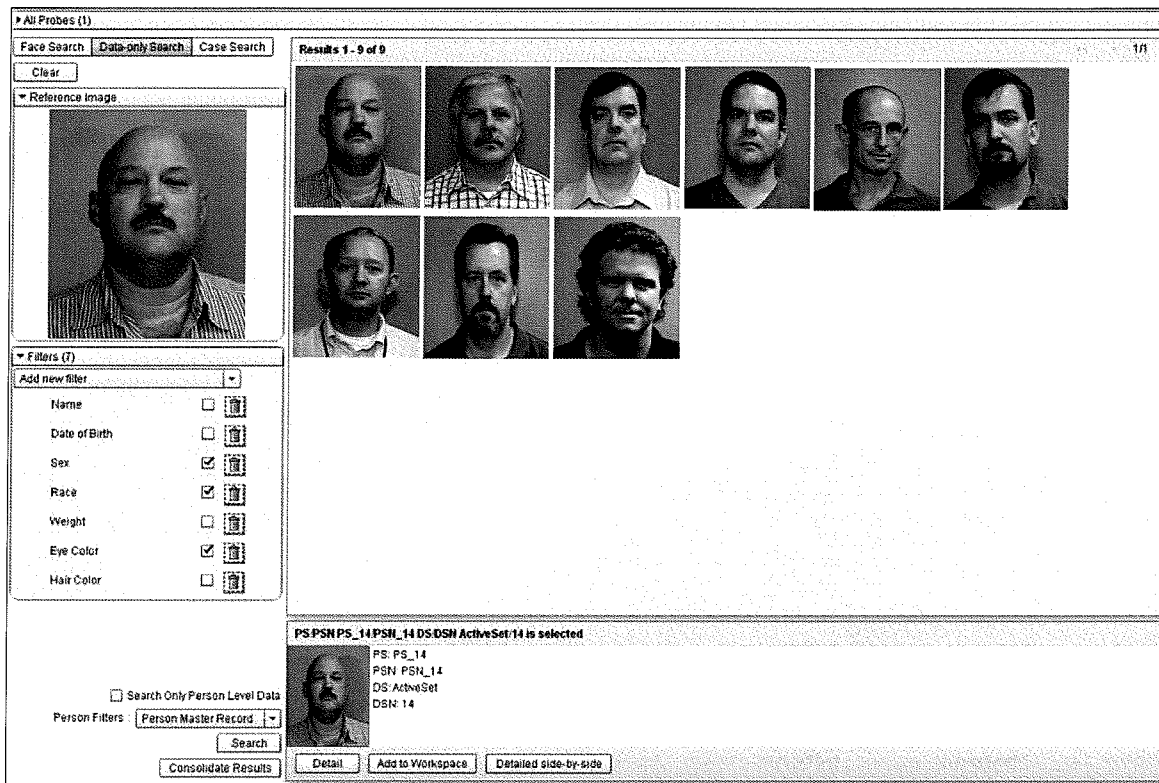 All Probes (1)
Face Search Data-only Search Case Search
Clear
Reference Image
Filters (7)
Add new filter
Name
Date of Birth
Sex
Race
Weight
Eye Color
Hair Color
Search Only Person Level Data
Person Filters : Person Master Record
Search
Consolidate Results
Results 1 - 9 of 9 1/1
PS/PSN PS_14/PSN_14 DS/DSN ActiveSet/14 is selected
PS: PS_14
PSN: PSN_14
DS: ActiveSet
DSN: 14
Detail Add to Workspace Detailed side-by-side